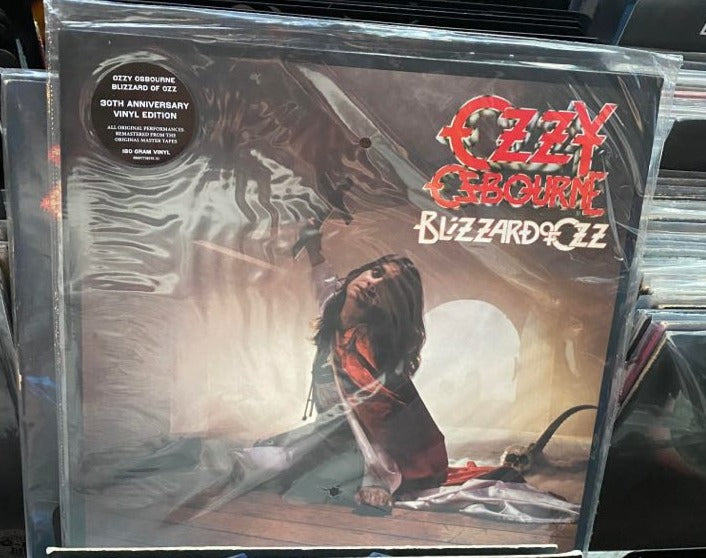 OZZY OSBOURNE
BLIZZARD OF OZZ
30TH ANNIVERSARY
VINYL EDITION
ALL ORIGINAL PERFORMANCES
REMASTERED FROM THE
ORIGINAL MASTER TAPES
180 GRAM VINYL
OZZY
OSBOURNE
BLIZZARD OF OZZ